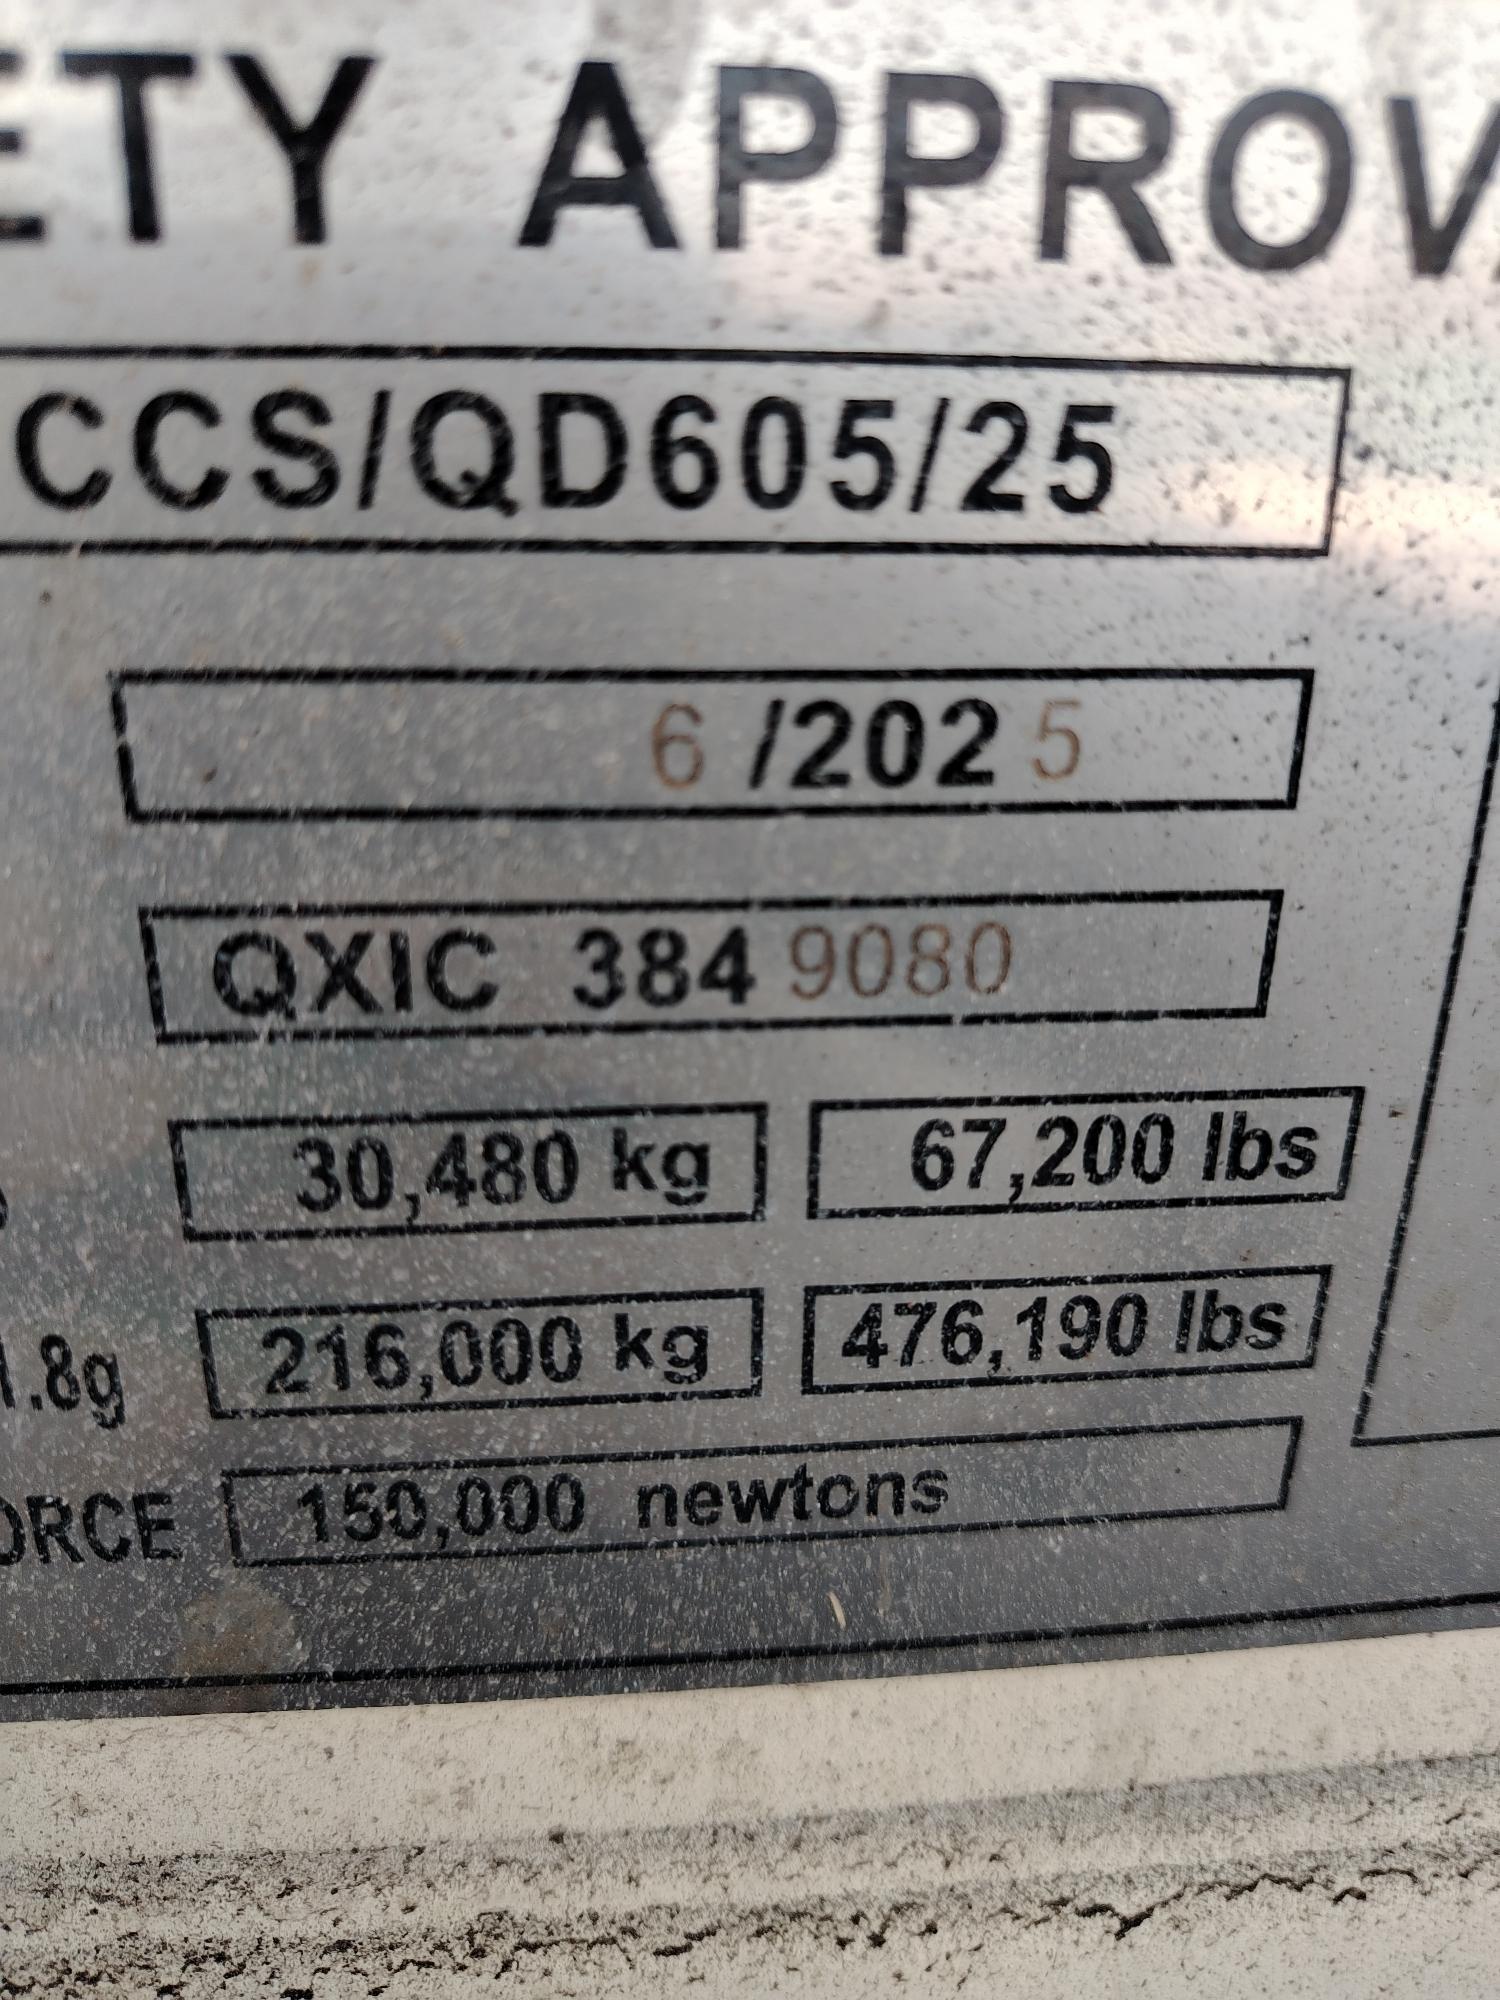 ETY APPROV
CCS/QD605/25
6 /2025
QXIC 3849080
30,480 kg 67,200 lbs
1.8g 216,000 kg 476,190 lbs
ORCE 150,000 newtons